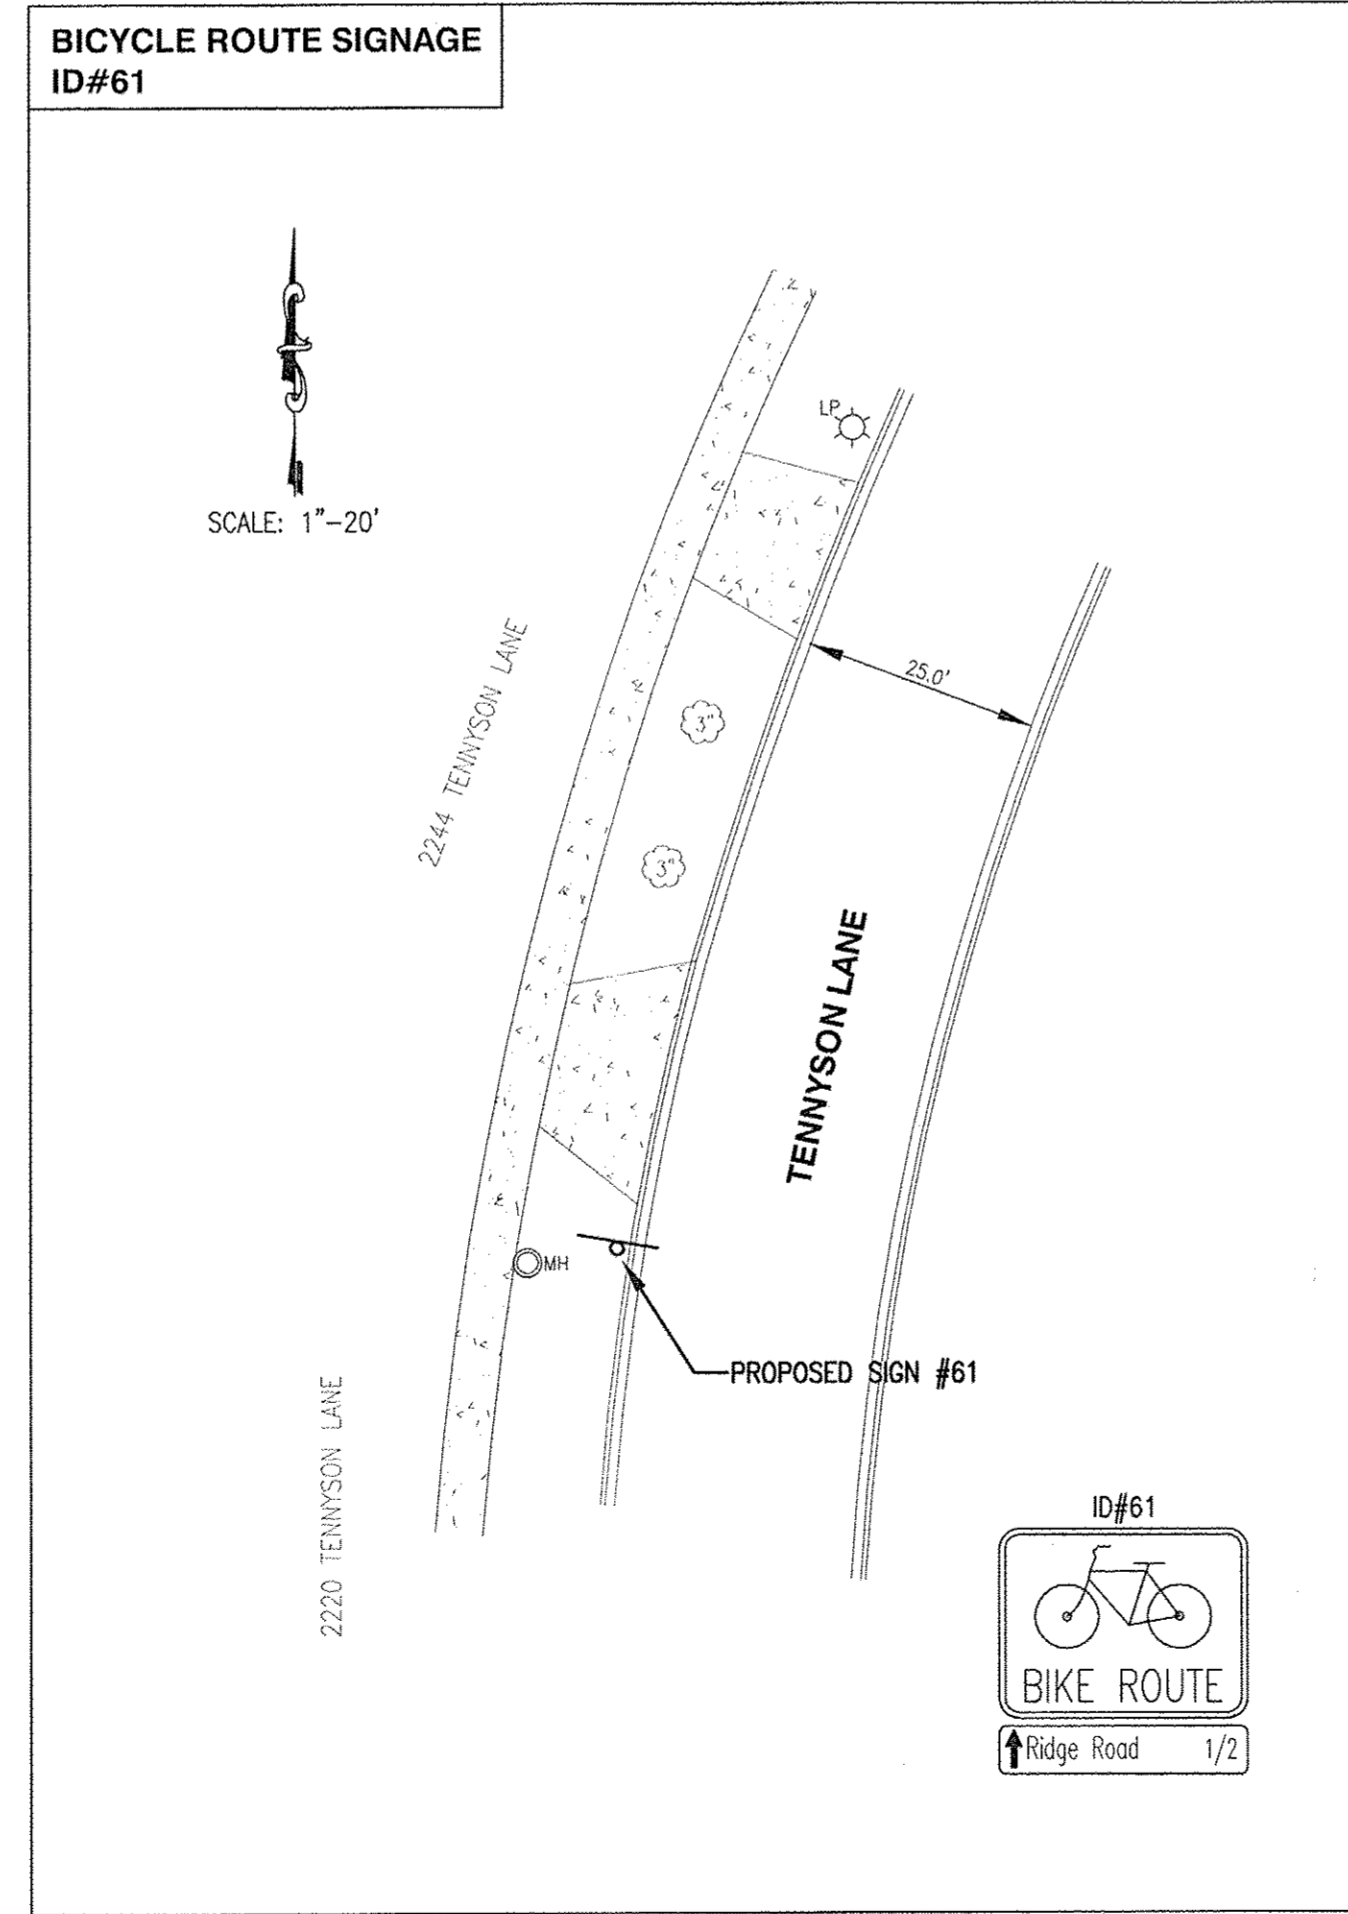 BICYCLE ROUTE SIGNAGE
ID#61
SCALE: 1"-20'
LP
25.0'
2244 TENNYSON LANE
3"
3"
TENNYSON LANE
MH
PROPOSED SIGN #61
2220 TENNYSON LANE
ID#61
BIKE ROUTE
Ridge Road 1/2